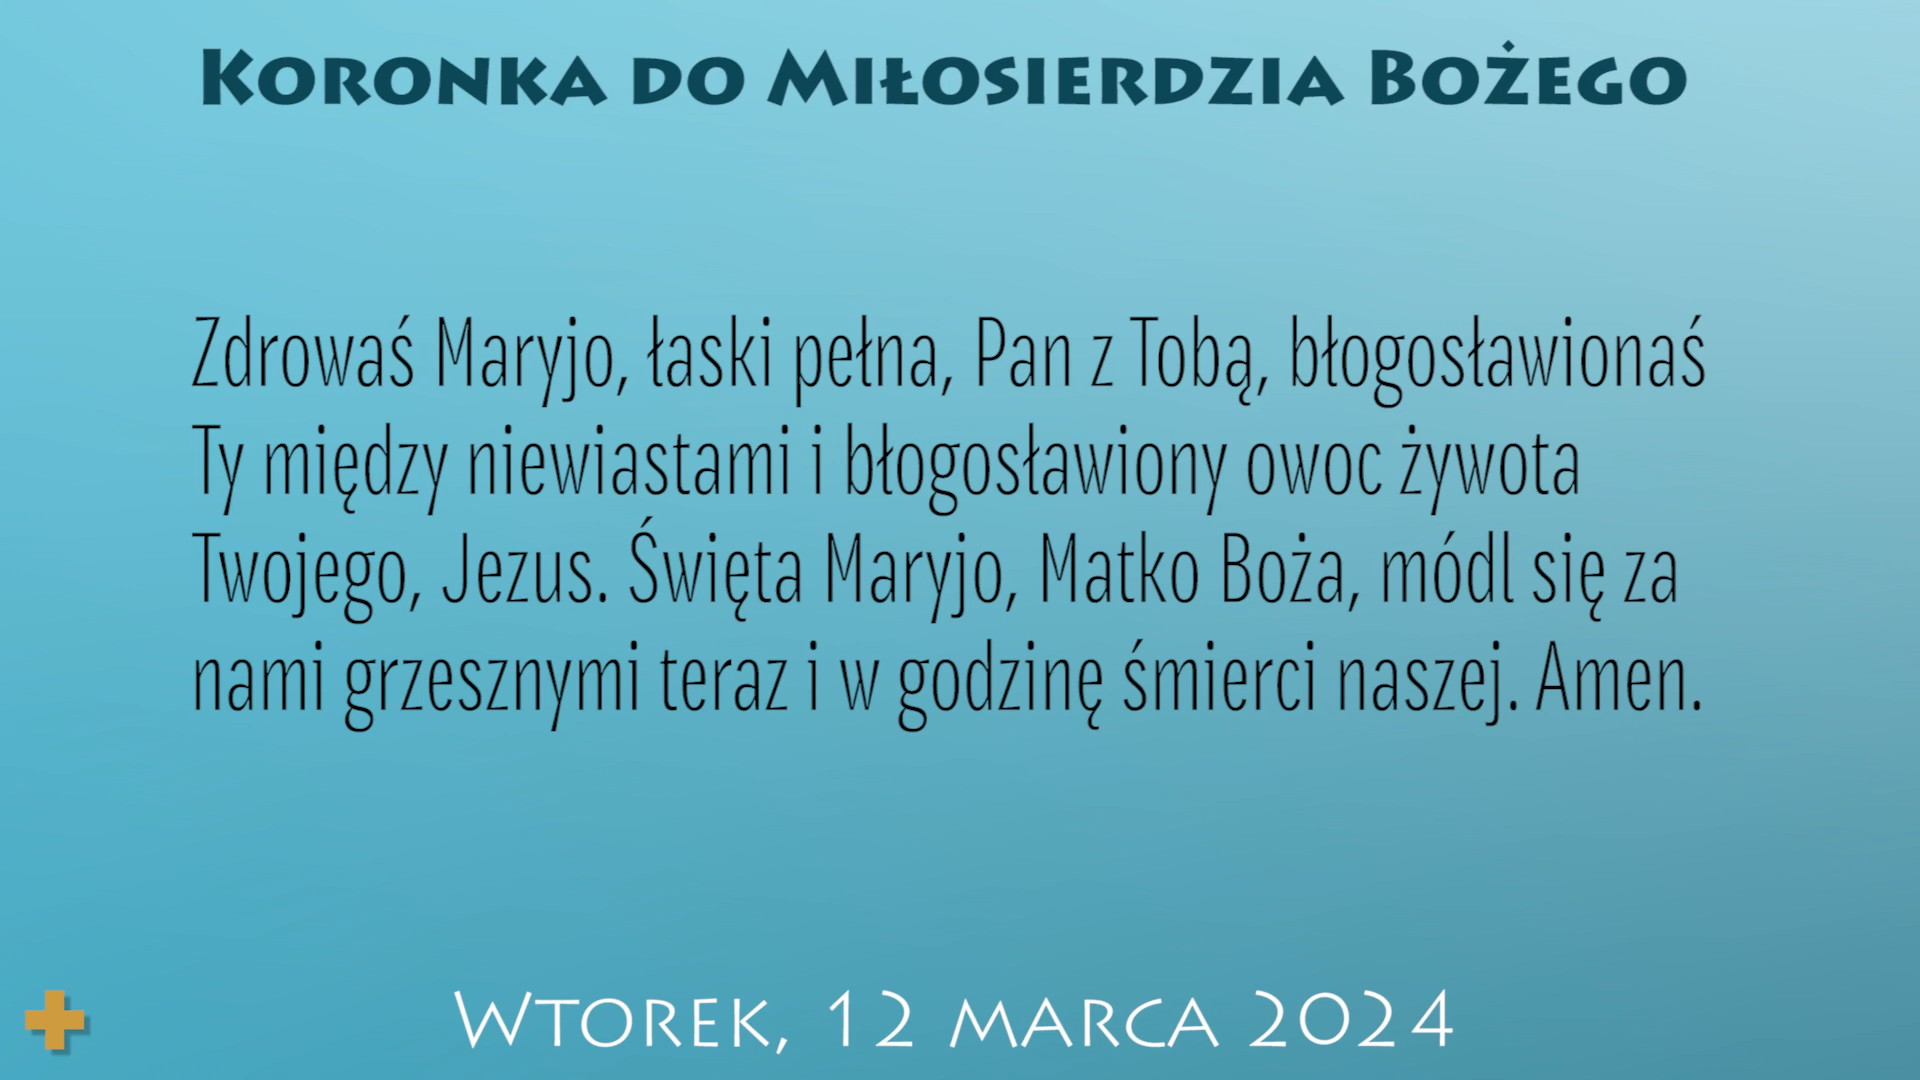 Koronka do Miłosierdzia Bożego
Zdrowaś Maryjo, łaski pełna, Pan z Tobą, błogosławionaś
Ty między niewiastami i błogosławiony owoc żywota
Twojego, Jezus. Święta Maryjo, Matko Boża, módl się za
nami grzesznymi teraz i w godzinę śmierci naszej. Amen.
Wtorek, 12 marca 2024